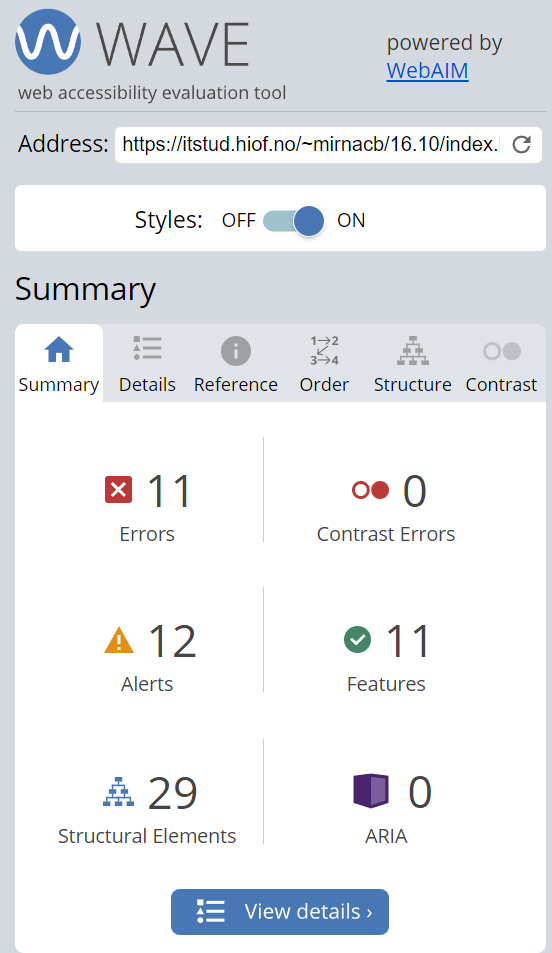 WAVE
web accessibility evaluation tool
powered by
WebAIM
Address: https://itstud.hiof.no/~mirnacb/16.10/index.
Styles: OFF ON
Summary
1 2
3 4
Summary Details Reference Order Structure Contrast
11
Errors
0
Contrast Errors
12
Alerts
11
Features
29
Structural Elements
0
ARIA
View details ›